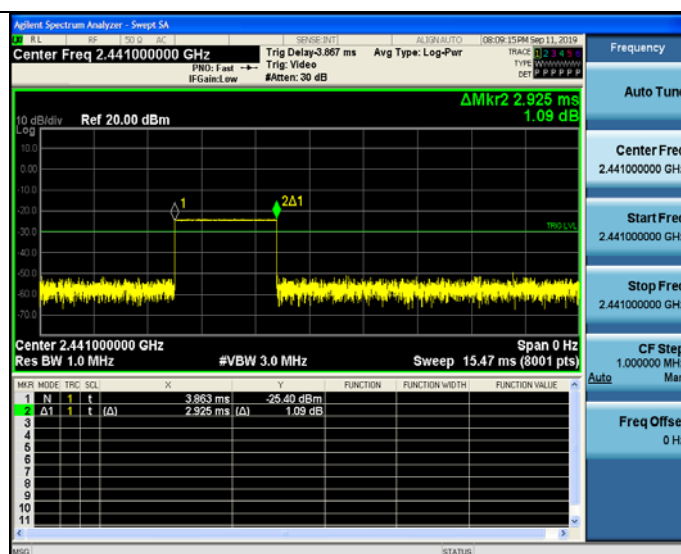 Agilent Spectrum Analyzer - Swept SA
RL RF 50 Ω AC SENSE:INT ALIGN AUTO 08:09:15 PM Sep 11, 2019
Center Freq 2.441000000 GHz
PNO: Fast
IFGain:Low
Trig Delay-3.867 ms
Trig: Video
#Atten: 30 dB
Avg Type: Log-Pwr
TRACE 1 2 3 4 5
TYPE
DET P P P P P P
ΔMkr2 2.925 ms
1.09 dB
10 dB/div Ref 20.00 dBm
Log
10.0
0.00
-10.0
-20.0
-30.0
-40.0
-50.0
-60.0
-70.0
1
2Δ1
TRIG LVL
Center 2.441000000 GHz Span 0 Hz
Res BW 1.0 MHz #VBW 3.0 MHz Sweep 15.47 ms (8001 pts)
MKR MODE TRC SCL X Y FUNCTION FUNCTION WIDTH FUNCTION VALUE
1 N 1 t 3.863 ms -25.40 dBm
2 Δ1 1 t (Δ) 2.925 ms (Δ) 1.09 dB
3
4
5
6
7
8
9
10
11
MSG STATUS
Frequency
Auto Tune
Center Freq
2.441000000 GHz
Start Freq
2.441000000 GHz
Stop Freq
2.441000000 GHz
CF Step
1.000000 MHz
Auto Man
Freq Offset
0 Hz